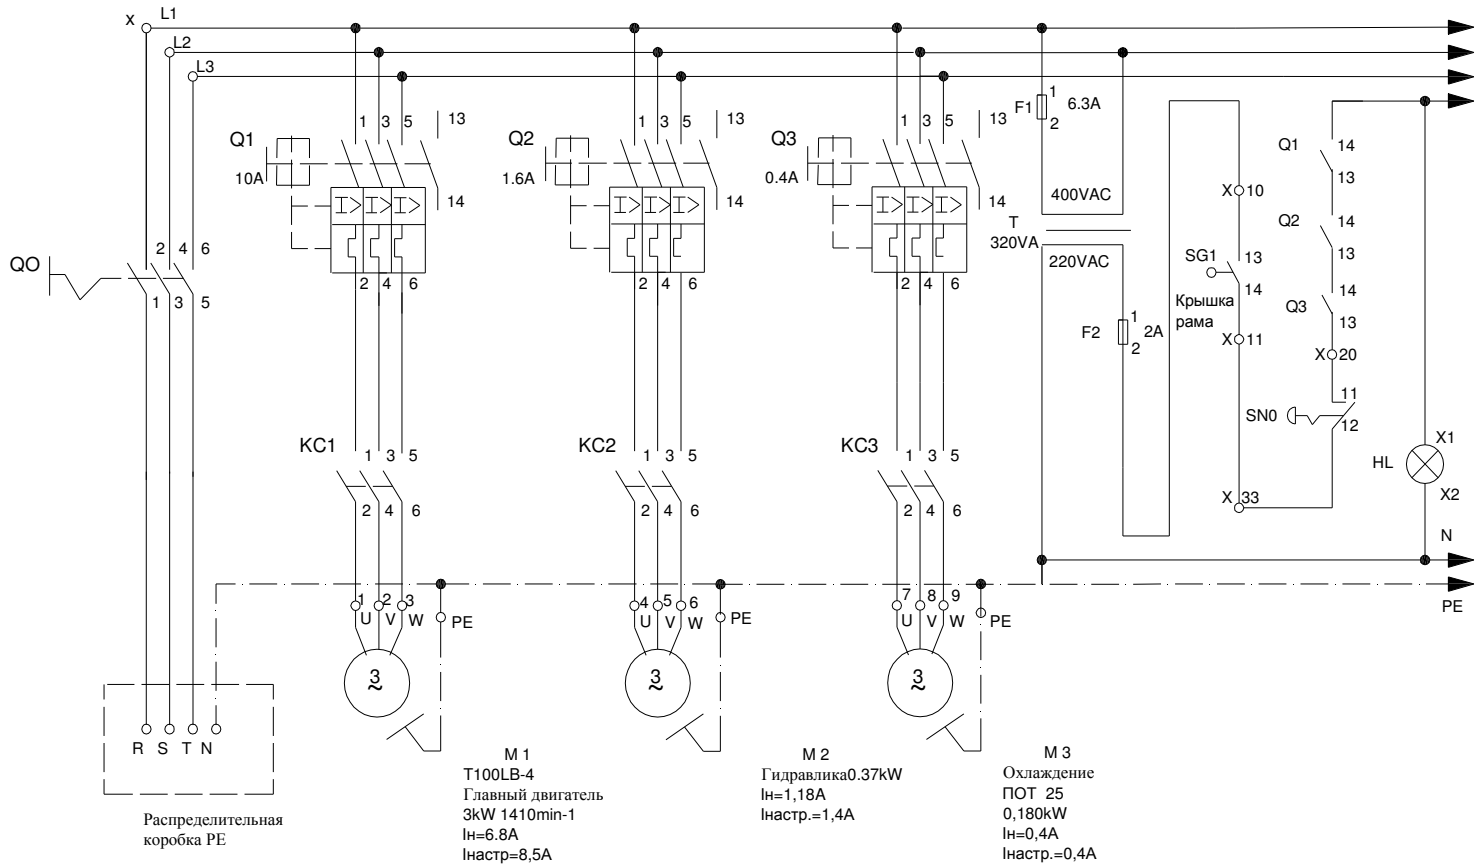 x L1
L2
L3
Q1
10A
1 3 5 13
14
2 4 6
Q2
1.6A
1 3 5 13
14
2 4 6
Q3
0.4A
1 3 5 13
14
2 4 6
F1
1
2
6.3A
400VAC
T
320VA
220VAC
F2
1
2
2A
X 10
SG1
13
14
Крышка
рама
X 11
X 33
Q1
14
13
Q2
14
13
Q3
14
13
X 20
SN0
11
12
HL
X1
X2
N
PE
QO
2 4 6
1 3 5
KC1
1 3 5
2 4 6
KC2
1 3 5
2 4 6
KC3
1 3 5
2 4 6
1 2 3
U V W
PE
3
~
4 5 6
U V W
PE
3
~
7 8 9
U V W
PE
3
~
R S T N
Распределительная
коробка PE
M 1
T100LB-4
Главный двигатель
3kW 1410min-1
Iн=6.8A
Iнастр=8,5A
M 2
Гидравлика0.37kW
Iн=1,18A
Iнастр.=1,4A
M 3
Охлаждение
ПОТ 25
0,180kW
Iн=0,4A
Iнастр.=0,4A